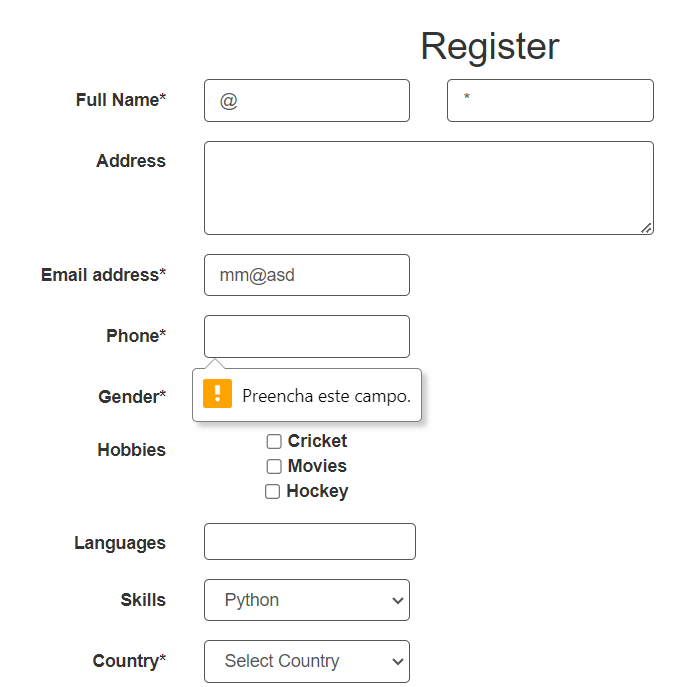 Register
Full Name* @ *
Address
Email address* mm@asd
Phone*
Gender* ! Preencha este campo.
Hobbies Cricket
Movies
Hockey
Languages
Skills Python
Country* Select Country